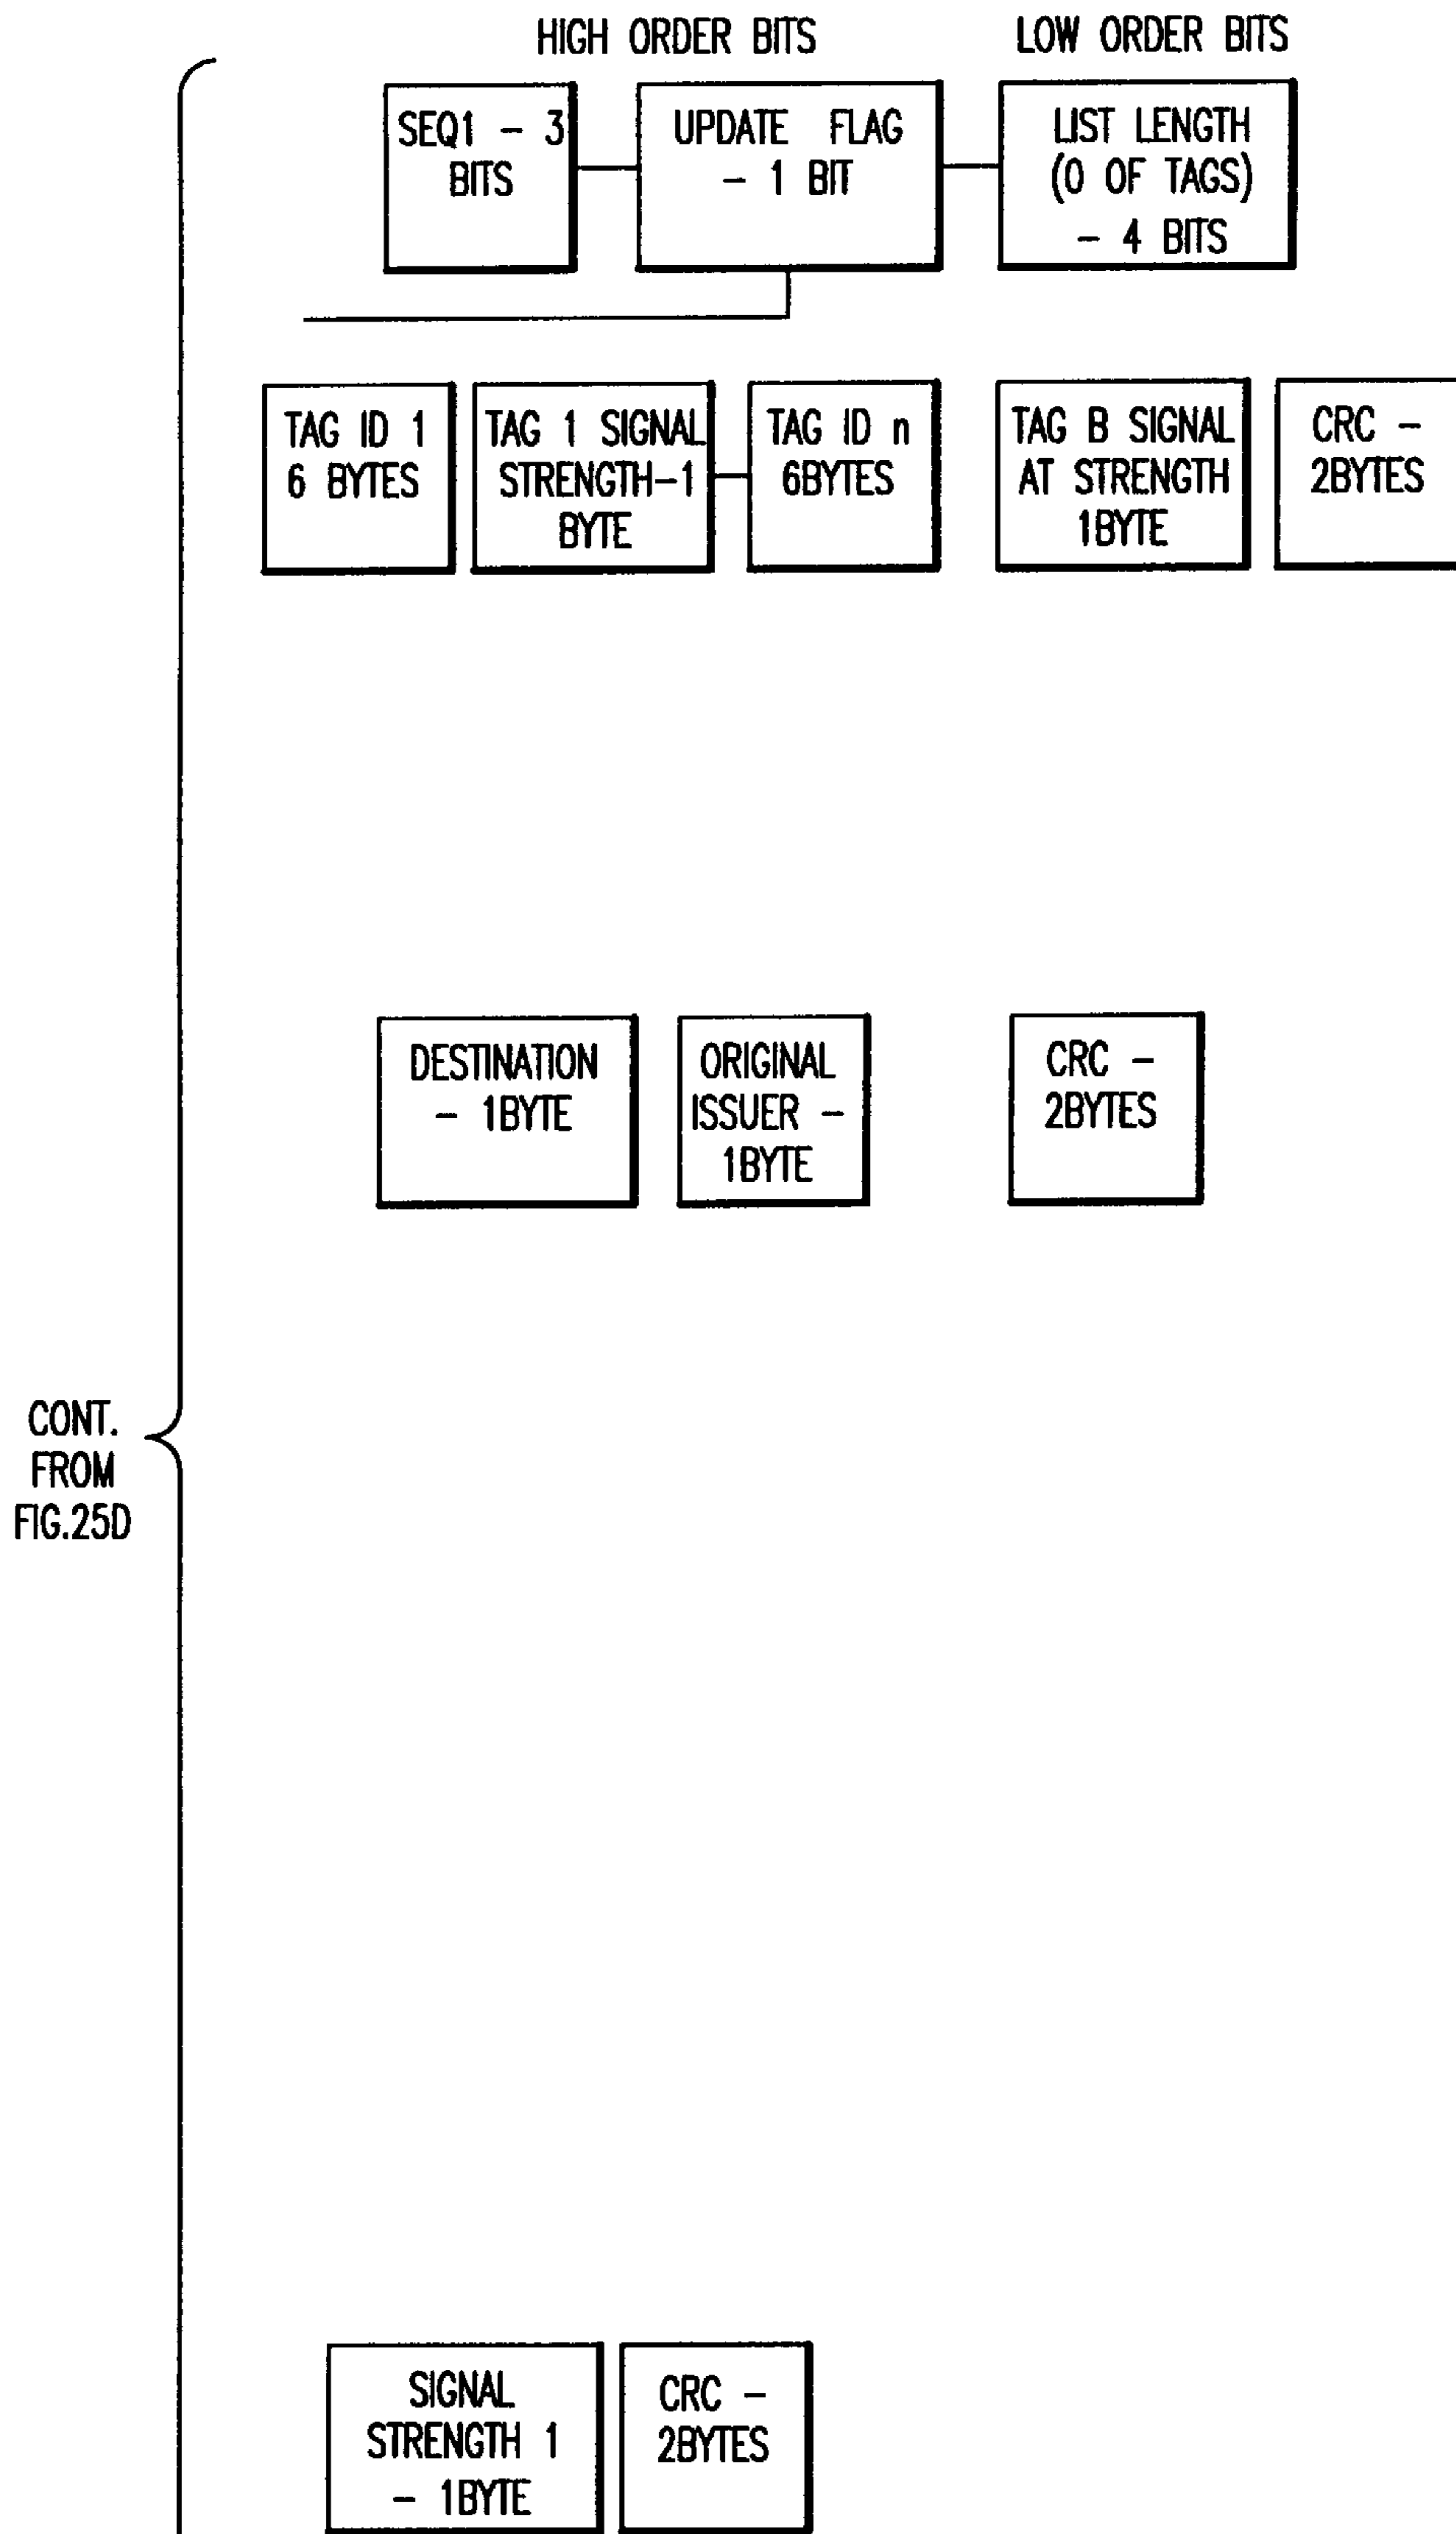 HIGH ORDER BITS
LOW ORDER BITS
SEQ1 - 3
BITS
UPDATE FLAG
- 1 BIT
LIST LENGTH
(0 OF TAGS)
- 4 BITS
TAG ID 1
6 BYTES
TAG 1 SIGNAL
STRENGTH-1
BYTE
TAG ID n
6BYTES
TAG B SIGNAL
AT STRENGTH
1BYTE
CRC -
2BYTES
DESTINATION
- 1BYTE
ORIGINAL
ISSUER -
1BYTE
CRC -
2BYTES
CONT.
FROM
FIG.25D
SIGNAL
STRENGTH 1
- 1BYTE
CRC -
2BYTES